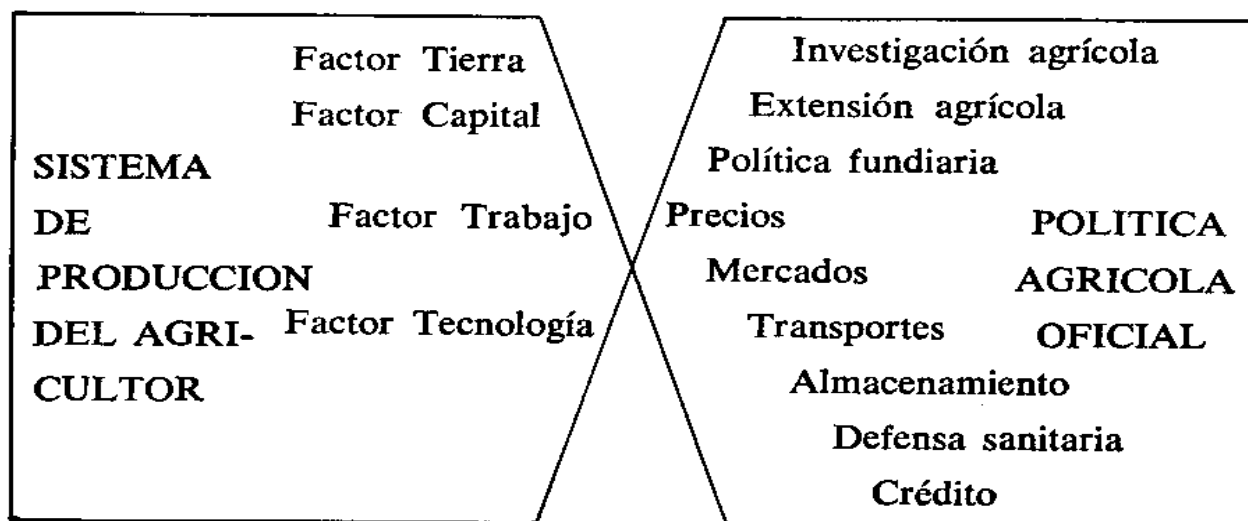 Factor Tierra
Factor Capital
SISTEMA
DE
PRODUCCION
DEL AGRI-
CULTOR
Factor Trabajo
Factor Tecnología
Investigación agrícola
Extensión agrícola
Política fundiaria
Precios
Mercados
Transportes
Almacenamiento
Defensa sanitaria
Crédito
POLITICA
AGRICOLA
OFICIAL